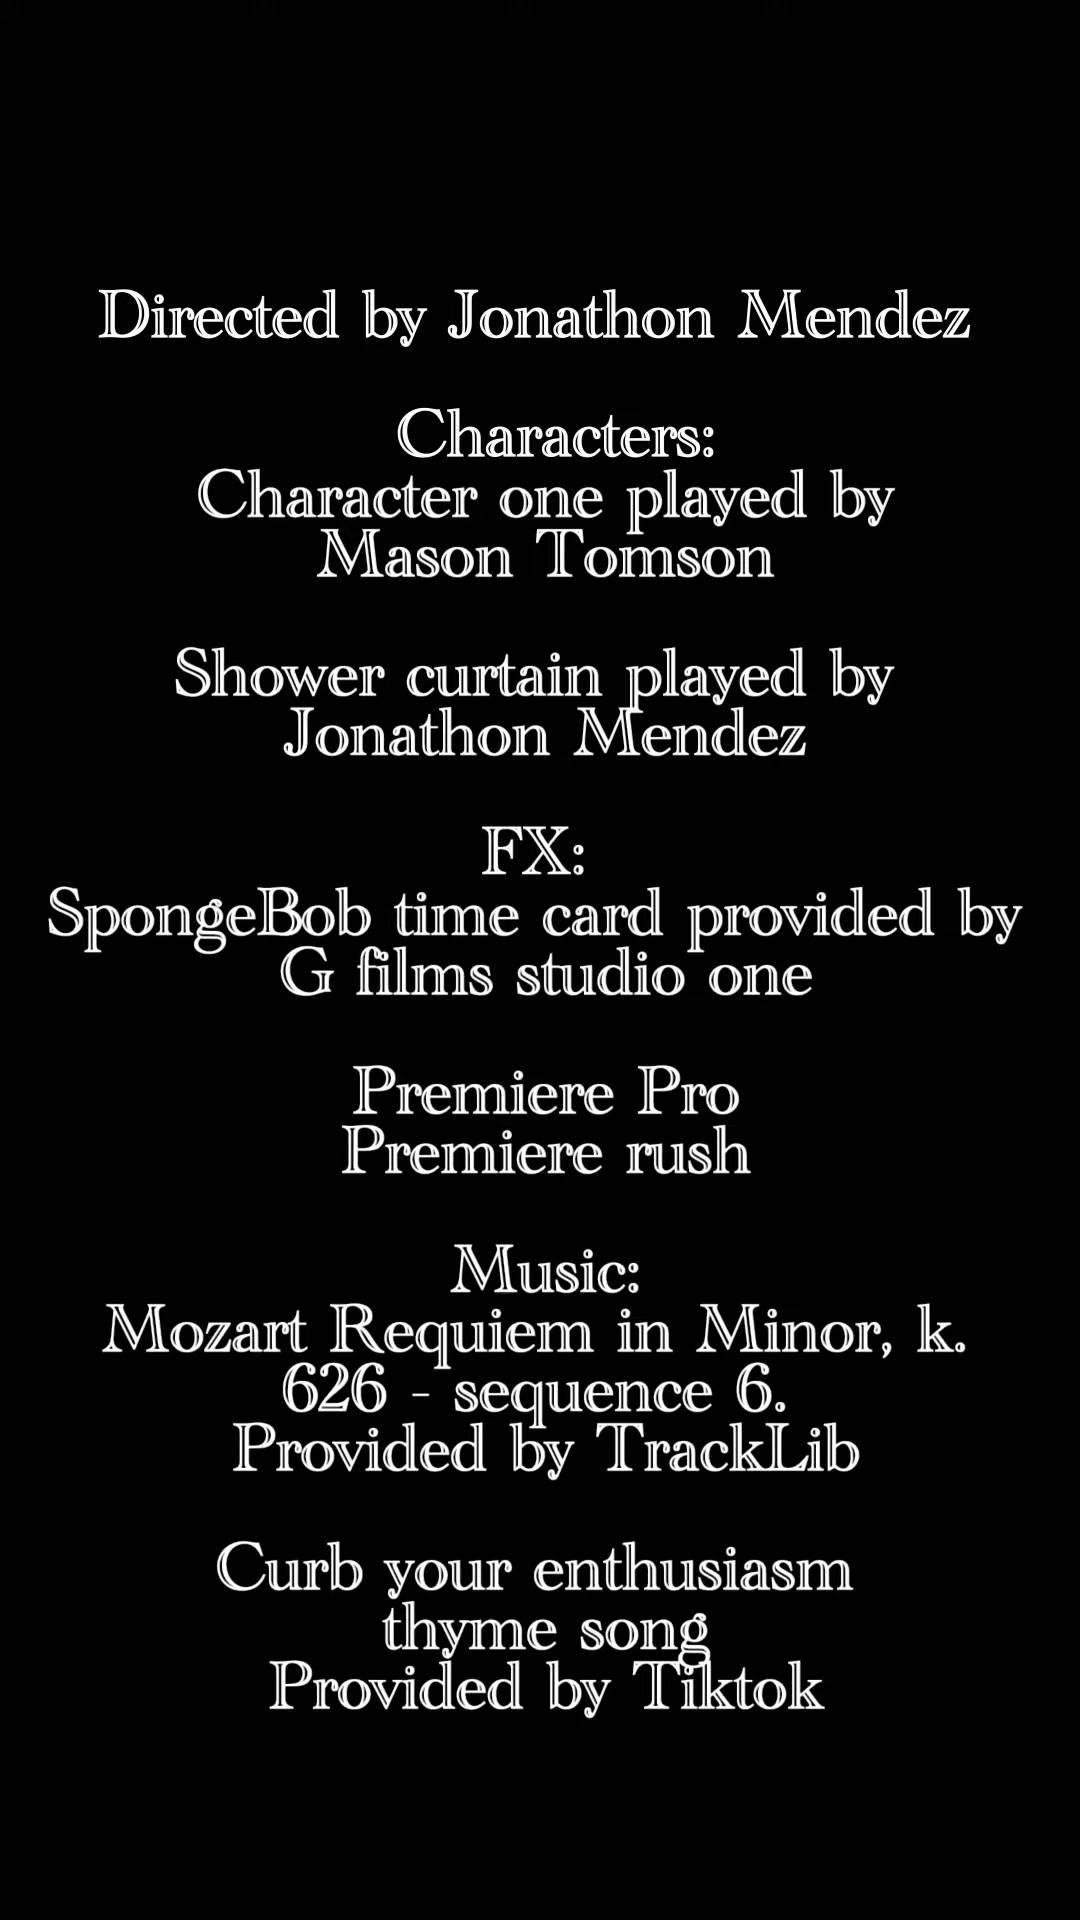 Directed by Jonathon Mendez
Characters:
Character one played by
Mason Tomson
Shower curtain played by
Jonathon Mendez
FX:
SpongeBob time card provided by
G films studio one
Premiere Pro
Premiere rush
Music:
Mozart Requiem in Minor, k.
626 - sequence 6.
Provided by TrackLib
Curb your enthusiasm
thyme song
Provided by Tiktok